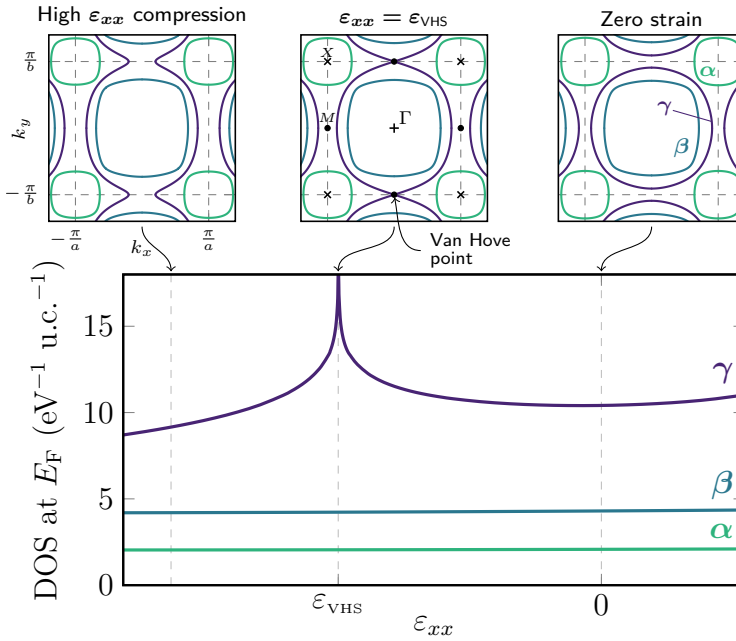 High εxx compression
εxx = εVHS
Zero strain
π/b
ky
−π/b
−π/a
kx
π/a
X
M
Γ
Van Hove
point
α
γ
β
DOS at EF (eV⁻¹ u.c.⁻¹)
15
10
5
0
γ
β
α
εVHS
0
εxx